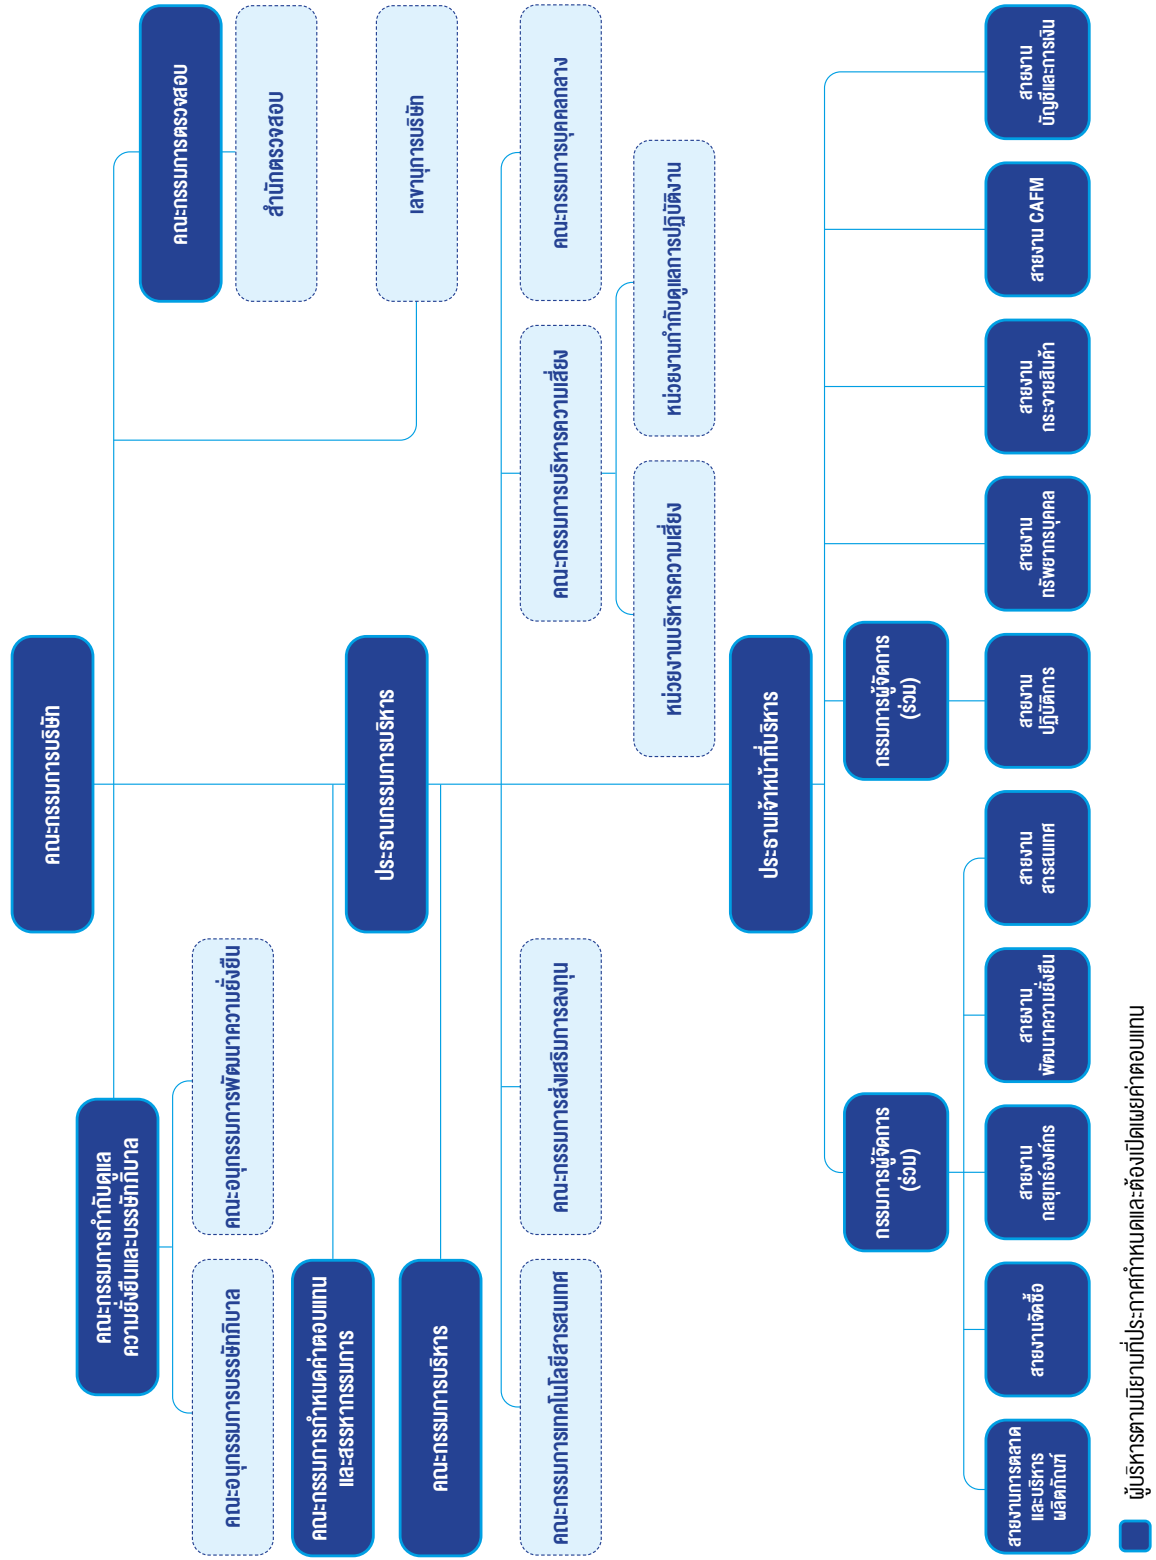 คณะกรรมการบริษัท
คณะกรรมการกำกับดูแล
ความยั่งยืนและบรรษัทภิบาล
คณะกรรมการตรวจสอบ
คณะอนุกรรมการบรรษัทภิบาล
คณะอนุกรรมการพัฒนาความยั่งยืน
สำนักตรวจสอบ
คณะกรรมการกำหนดค่าตอบแทน
และสรรหากรรมการ
ประธานกรรมการบริหาร
เลขานุการบริษัท
คณะกรรมการบริหาร
คณะกรรมการเทคโนโลยีสารสนเทศ
คณะกรรมการส่งเสริมการลงทุน
คณะกรรมการบริหารความเสี่ยง
คณะกรรมการบุคคลกลาง
หน่วยงานบริหารความเสี่ยง
หน่วยงานกำกับดูแลการปฏิบัติงาน
ประธานเจ้าหน้าที่บริหาร
กรรมการผู้จัดการ
(ร่วม)
กรรมการผู้จัดการ
(ร่วม)
สายงานการตลาด
และบริหาร
ผลิตภัณฑ์
สายงานจัดซื้อ
สายงาน
กลยุทธ์องค์กร
สายงาน
พัฒนาความยั่งยืน
สายงาน
สารสนเทศ
สายงาน
ปฏิบัติการ
สายงาน
ทรัพยากรบุคคล
สายงาน
กระจายสินค้า
สายงาน CAFM
สายงาน
บัญชีและการเงิน
ผู้บริหารตามนิยามที่ประกาศกำหนดและต้องเปิดเผยค่าตอบแทน